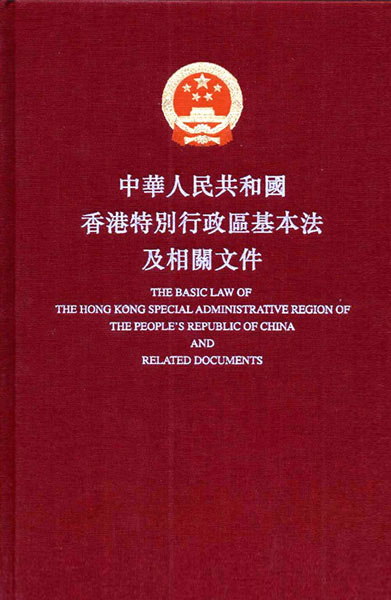 中華人民共和國
香港特別行政區基本法
及相關文件
THE BASIC LAW OF
THE HONG KONG SPECIAL ADMINISTRATIVE REGION OF
THE PEOPLE'S REPUBLIC OF CHINA
AND
RELATED DOCUMENTS